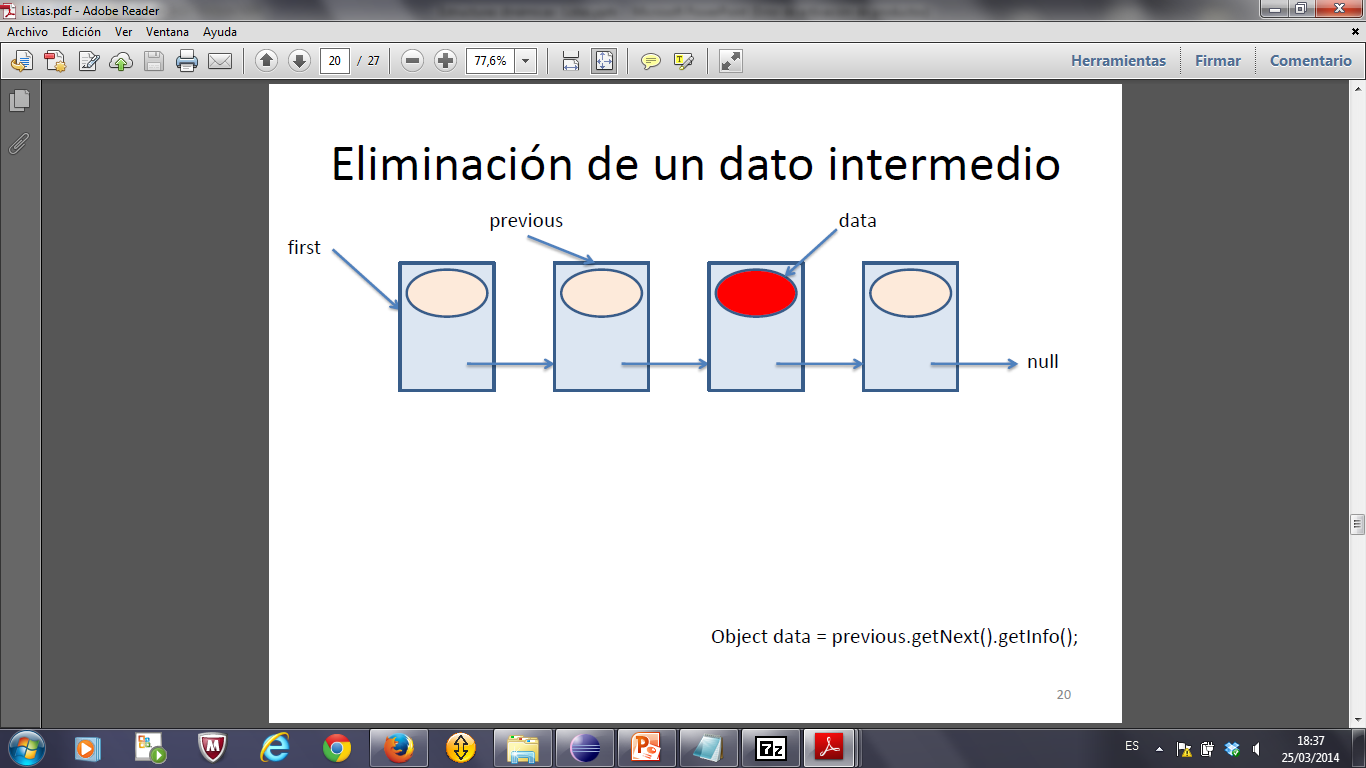 Listas.pdf - Adobe Reader
Archivo Edición Ver Ventana Ayuda
20 / 27 77,6% Herramientas Firmar Comentario
Eliminación de un dato intermedio
previous data
first
null
Object data = previous.getNext().getInfo();
20
ES 18:37
25/03/2014